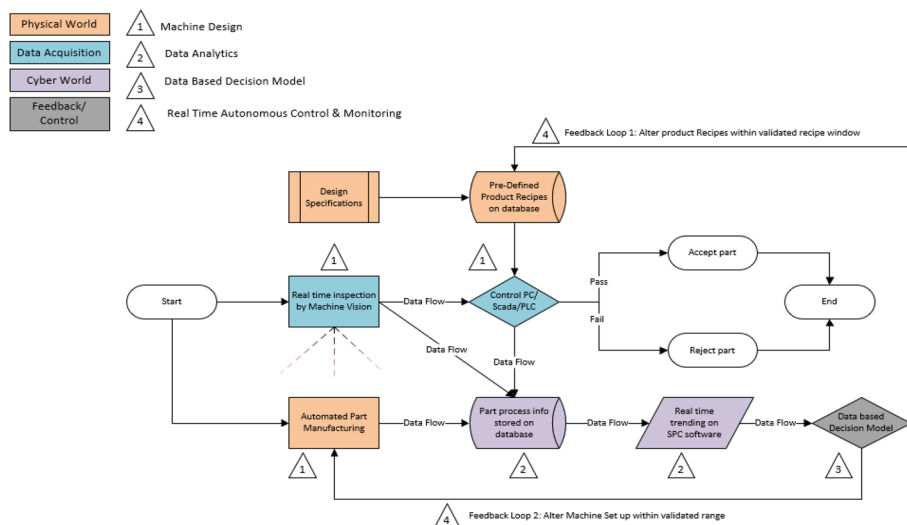 Physical World
Data Acquisition
Cyber World
Feedback/
Control
1
Machine Design
2
Data Analytics
3
Data Based Decision Model
4
Real Time Autonomous Control & Monitoring
4
Feedback Loop 1: Alter product Recipes within validated recipe window
Design
Specifications
Pre-Defined
Product Recipes
on database
1
1
Accept part
Start
Real time inspection
by Machine Vision
Data Flow
Control PC/
Scada/PLC
Pass
Fail
End
Data Flow
Data Flow
Reject part
Automated Part
Manufacturing
Data Flow
Part process info
stored on
database
Data Flow
Real time
trending on
SPC software
Data Flow
Data based
Decision Model
1
2
2
3
4
Feedback Loop 2: Alter Machine Set up within validated range